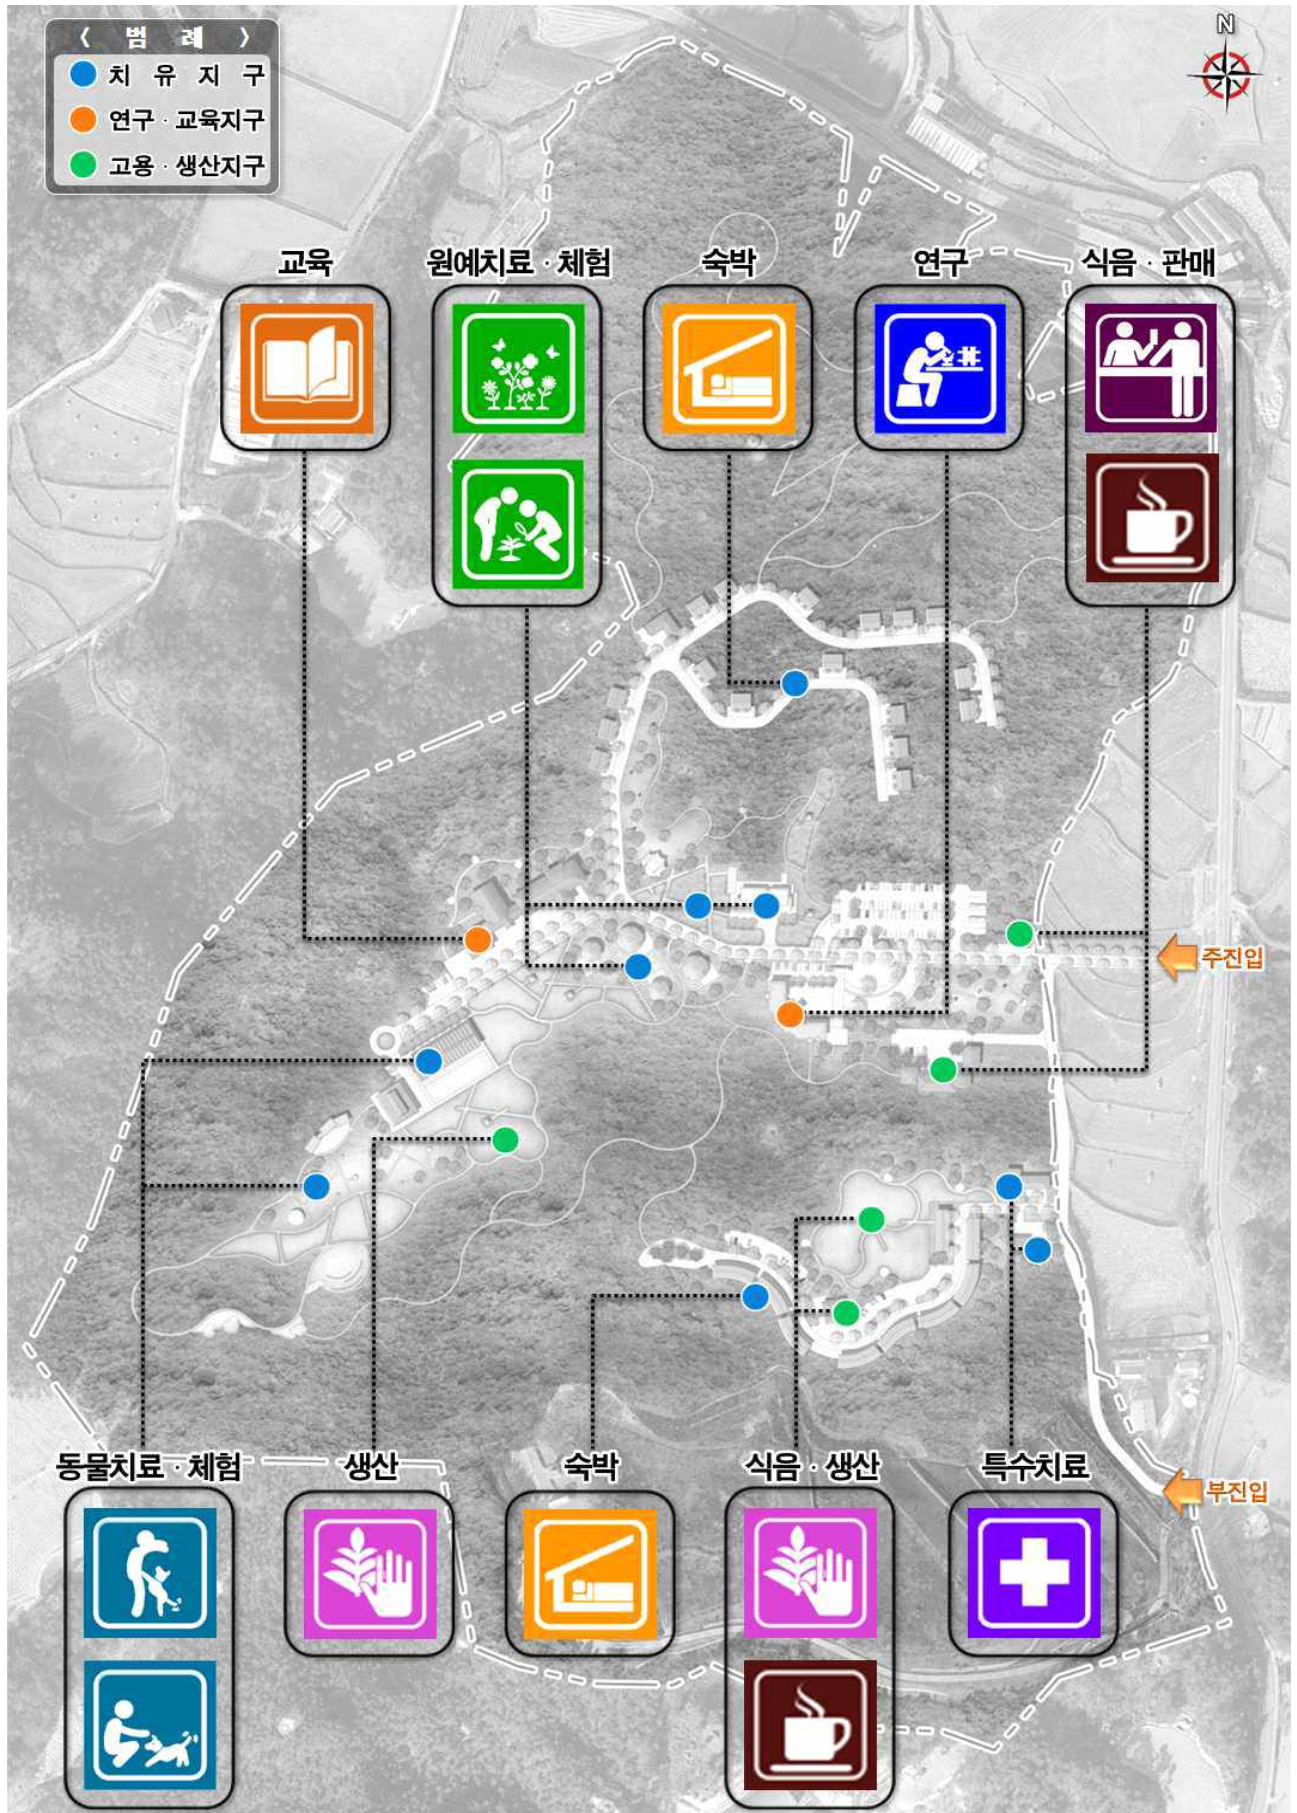 〈 범 례 〉
치 유 지 구
연구 · 교육지구
고용 · 생산지구
N
교육
원예치료 · 체험
숙박
연구
식음 · 판매
주진입
동물치료 · 체험
생산
숙박
식음 · 생산
특수치료
부진입